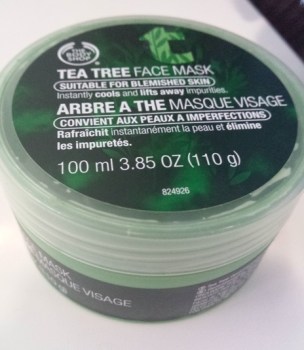 THE
BODY
SHOP
TEA TREE FACE MASK
SUITABLE FOR BLEMISHED SKIN
Instantly cools and lifts away impurities.
ARBRE A THE MASQUE VISAGE
CONVIENT AUX PEAUX A IMPERFECTIONS
Rafraîchit instantanément la peau et élimine
les impuretés.
100 ml 3.85 OZ (110 g)
824926
MASK
MASQUE VISAGE